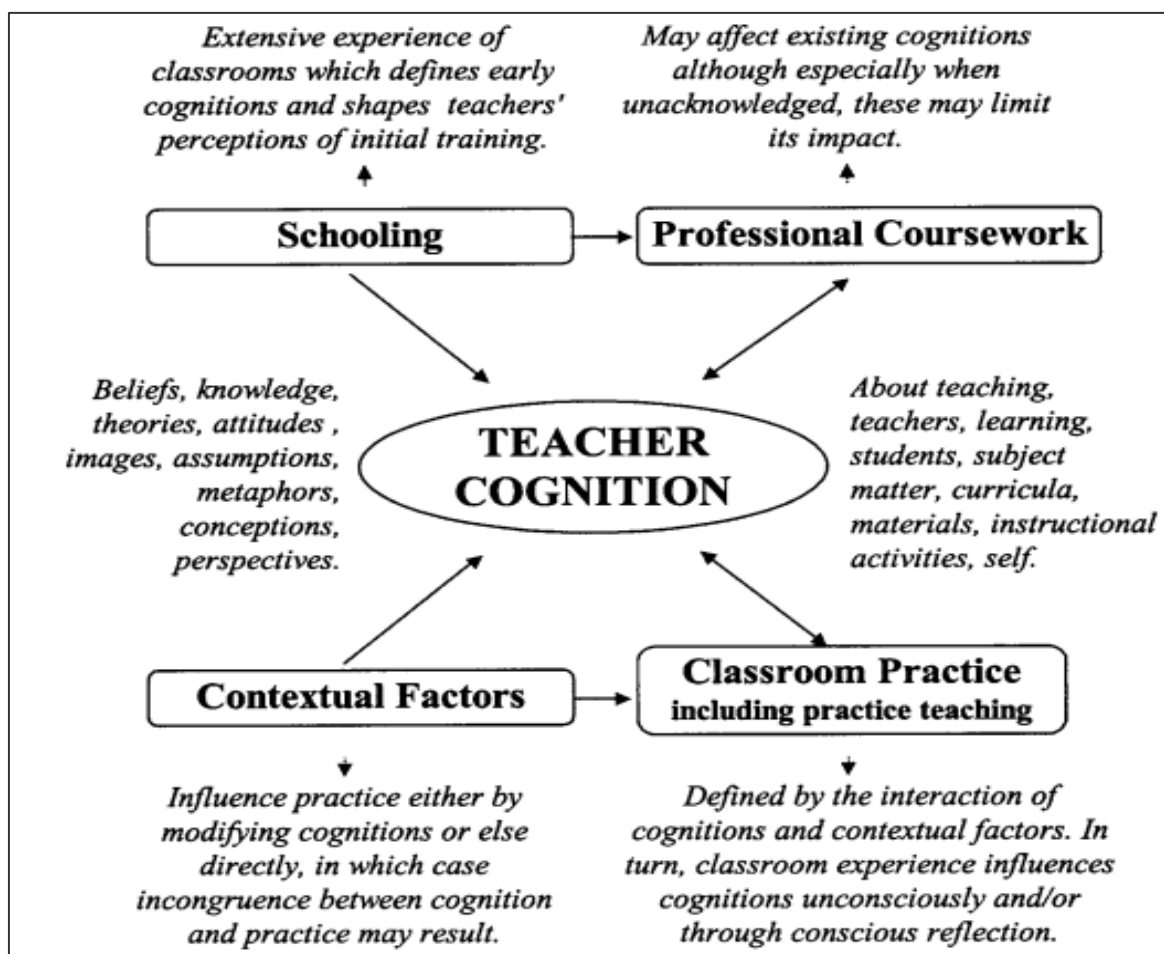 Extensive experience of
classrooms which defines early
cognitions and shapes teachers'
perceptions of initial training.
May affect existing cognitions
although especially when
unacknowledged, these may limit
its impact.
Schooling
Professional Coursework
Beliefs, knowledge,
theories, attitudes ,
images, assumptions,
metaphors,
conceptions,
perspectives.
TEACHER
COGNITION
About teaching,
teachers, learning,
students, subject
matter, curricula,
materials, instructional
activities, self.
Contextual Factors
Classroom Practice
including practice teaching
Influence practice either by
modifying cognitions or else
directly, in which case
incongruence between cognition
and practice may result.
Defined by the interaction of
cognitions and contextual factors. In
turn, classroom experience influences
cognitions unconsciously and/or
through conscious reflection.